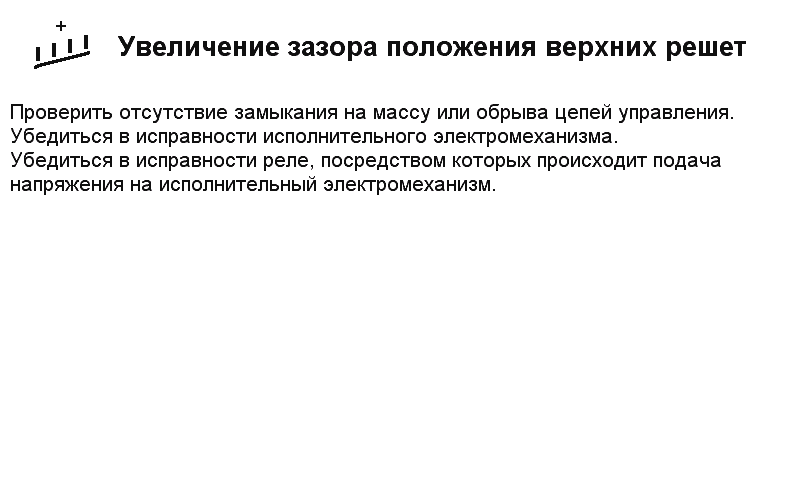 +
Увеличение зазора положения верхних решет
Проверить отсутствие замыкания на массу или обрыва цепей управления.
Убедиться в исправности исполнительного электромеханизма.
Убедиться в исправности реле, посредством которых происходит подача
напряжения на исполнительный электромеханизм.